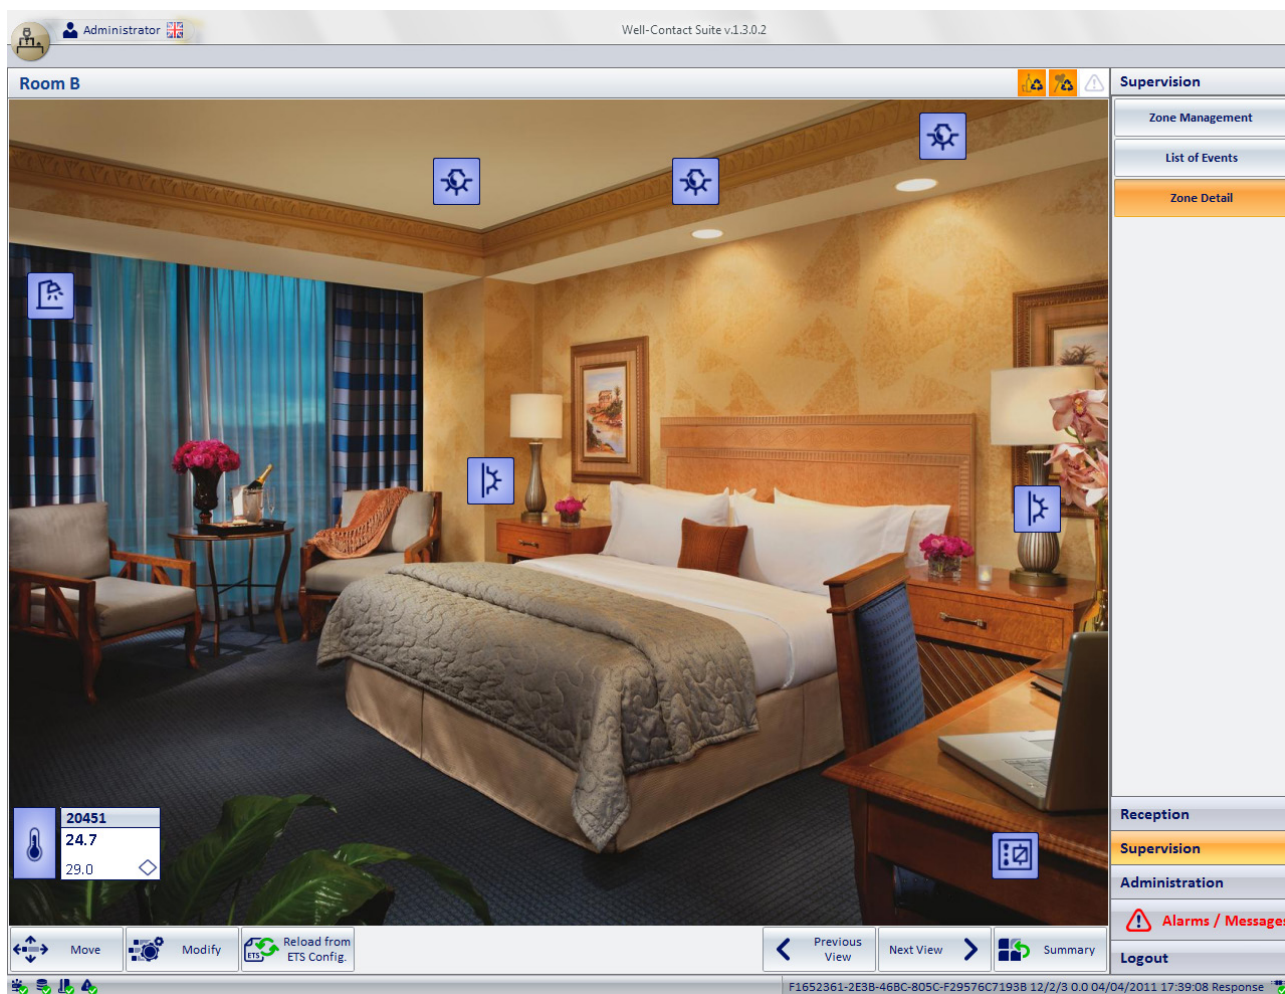 Administrator
Well-Contact Suite v.1.3.0.2
Room B
Supervision
Zone Management
List of Events
Zone Detail
20451
24.7
29.0
Reception
Supervision
Administration
Alarms / Messages
Logout
Move
Modify
ETS
Reload from
ETS Config.
Previous
View
Next View
Summary
F1652361-2E3B-46BC-805C-F29576C7193B 12/2/3 0.0 04/04/2011 17:39:08 Response